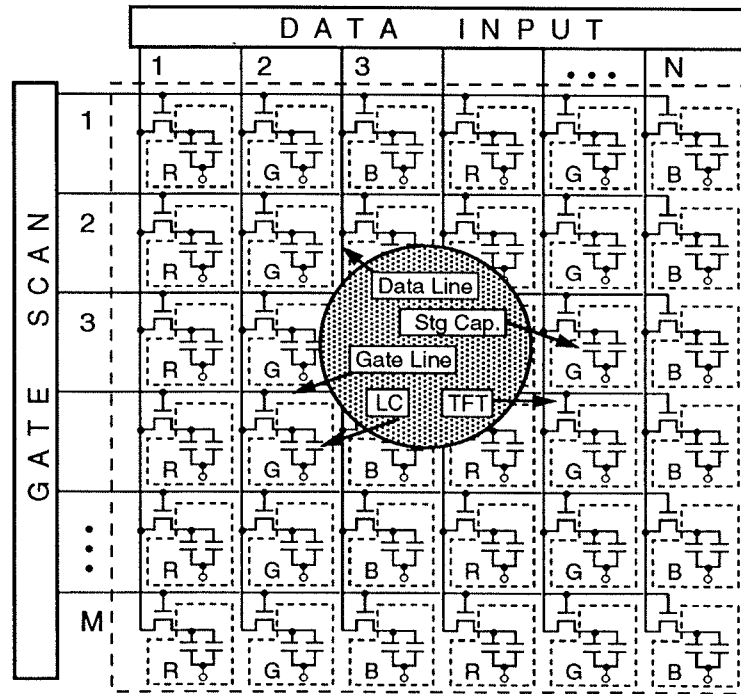 DATA INPUT
1 2 3 ... N
GATE SCAN
1
R G B R G B
2
R G G B
Data Line
3
Stg Cap.
R G G B
Gate Line
LC TFT
R G B R G B
...
R G B R G B
M
R G B R G B